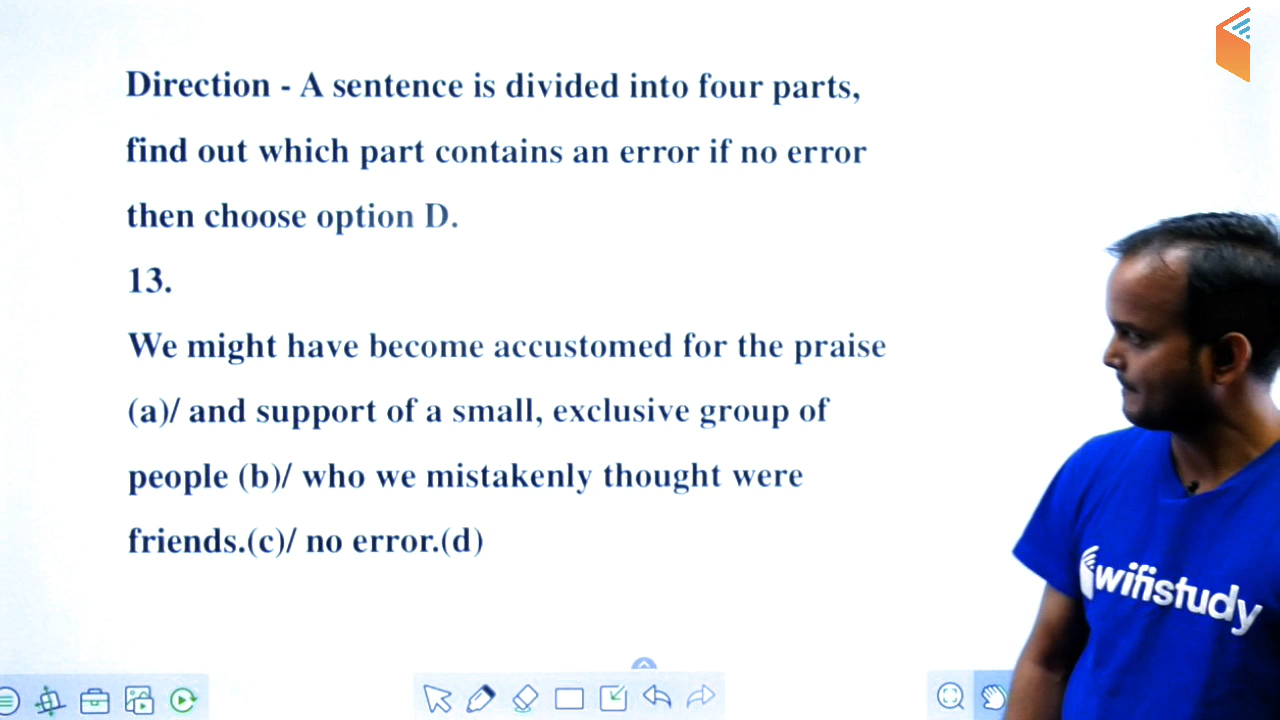 Direction - A sentence is divided into four parts,
find out which part contains an error if no error
then choose option D.
13.
We might have become accustomed for the praise
(a)/ and support of a small, exclusive group of
people (b)/ who we mistakenly thought were
friends.(c)/ no error.(d)
wifistudy